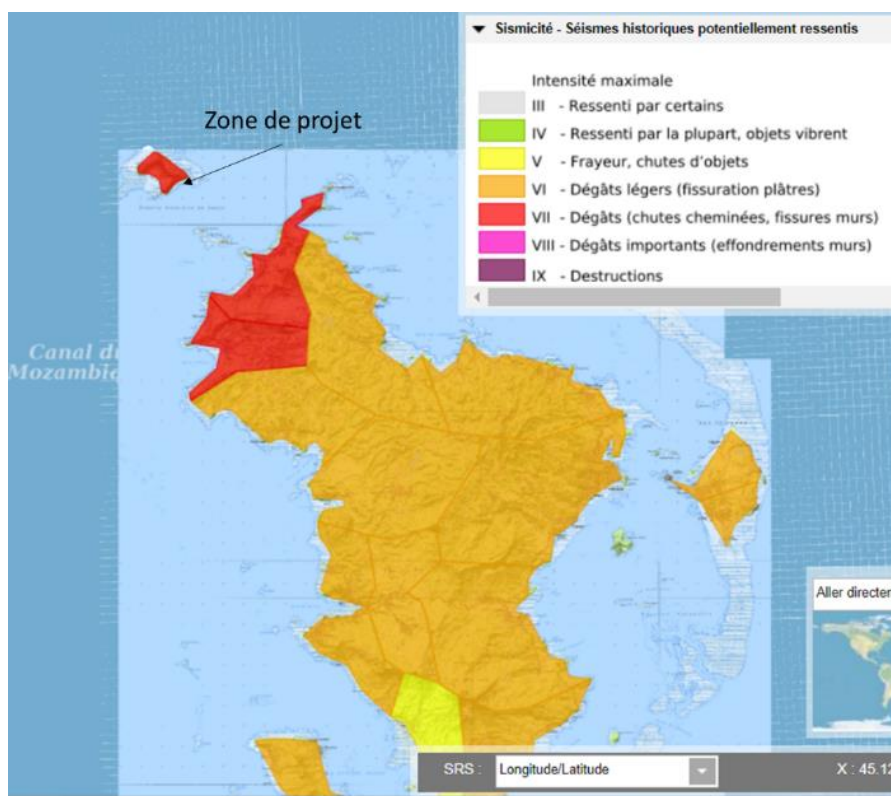 ▼ Sismicité - Séismes historiques potentiellement ressentis
Intensité maximale
III - Ressenti par certains
IV - Ressenti par la plupart, objets vibrent
V - Frayeur, chutes d'objets
VI - Dégâts légers (fissuration plâtres)
VII - Dégâts (chutes cheminées, fissures murs)
VIII - Dégâts importants (effondrements murs)
IX - Destructions
Zone de projet
Canal du
Mozambi
Aller directe
SRS : Longitude/Latitude
X : 45.12